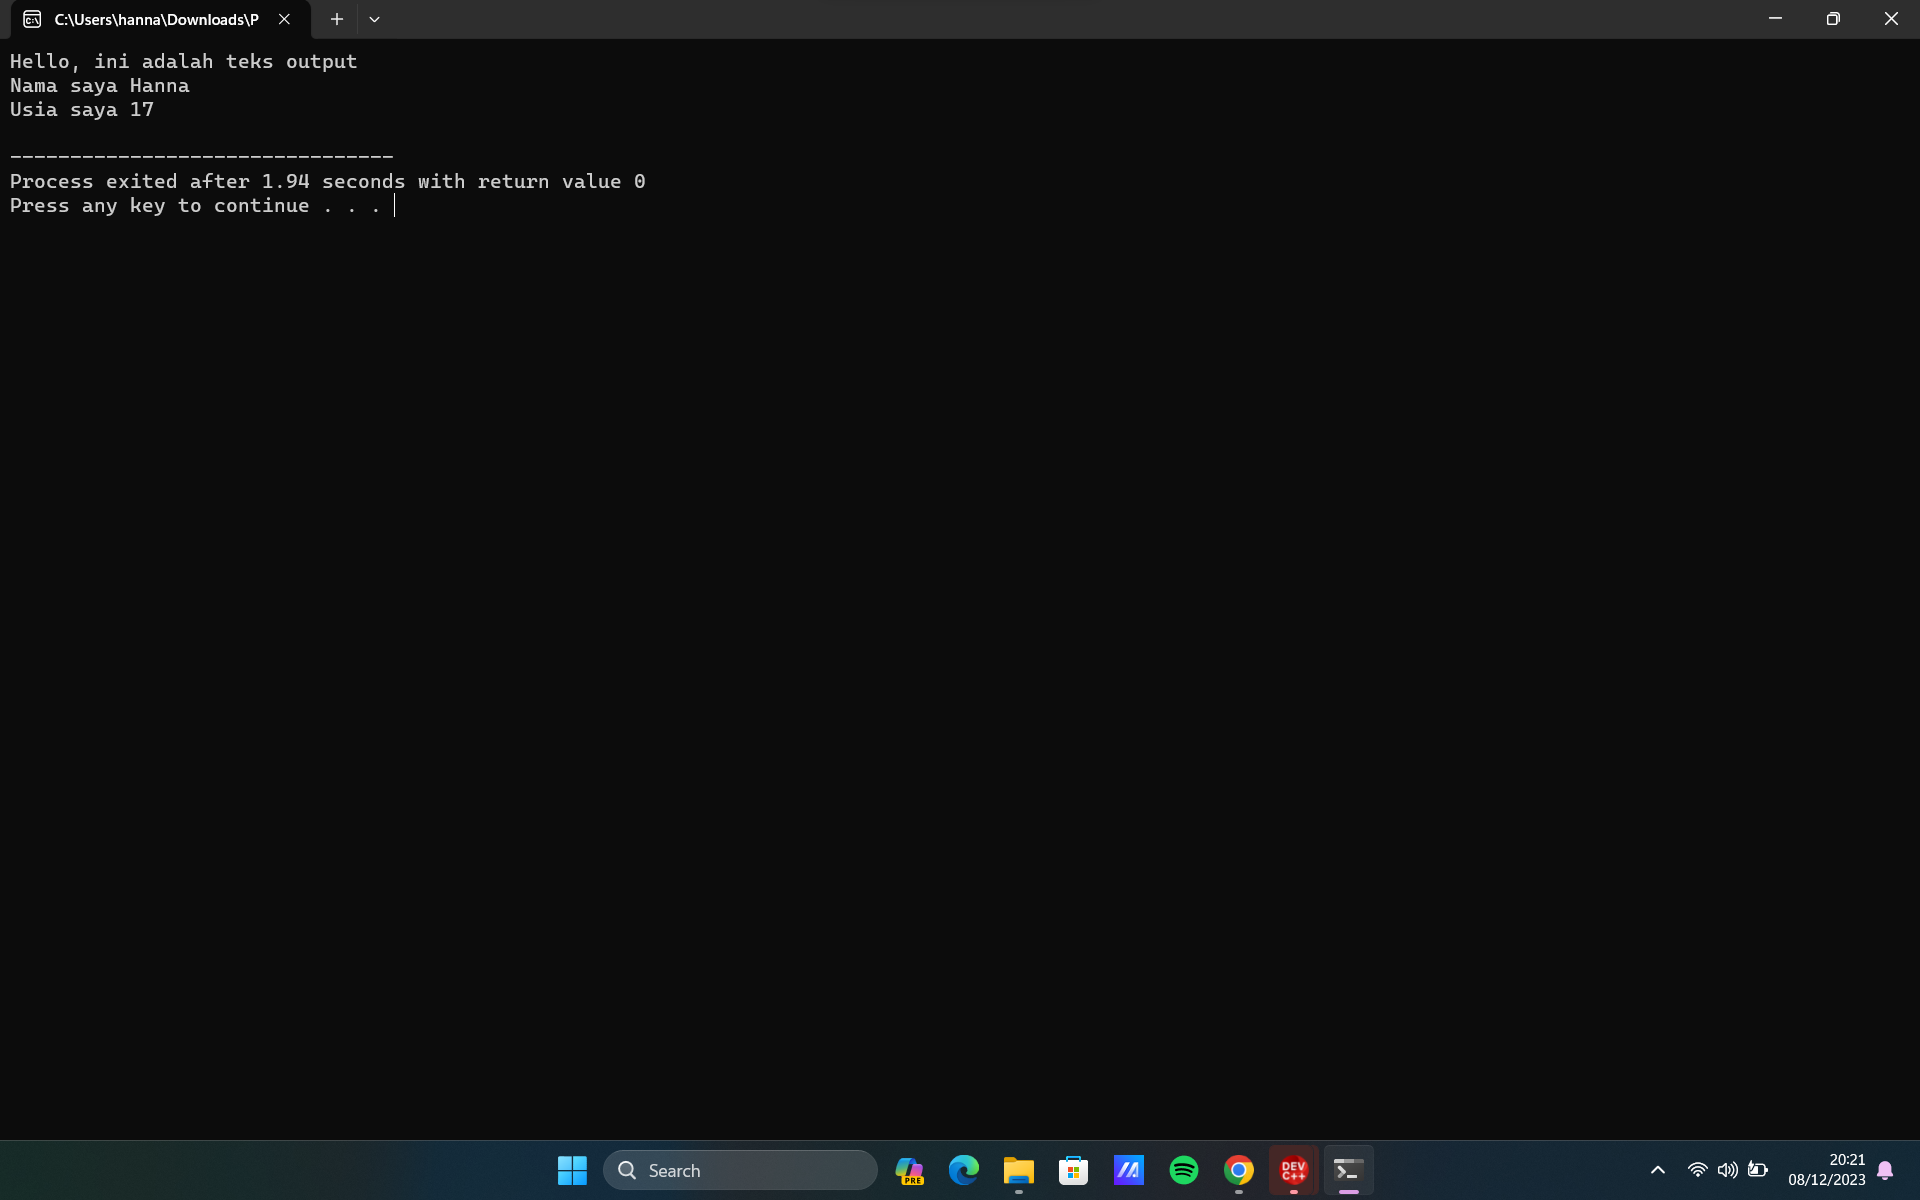 C:\Users\hanna\Downloads\P
Hello, ini adalah teks output
Nama saya Hanna
Usia saya 17
--------------------------------
Process exited after 1.94 seconds with return value 0
Press any key to continue . . .
Search
PRE
DEV
C++
20:21
08/12/2023